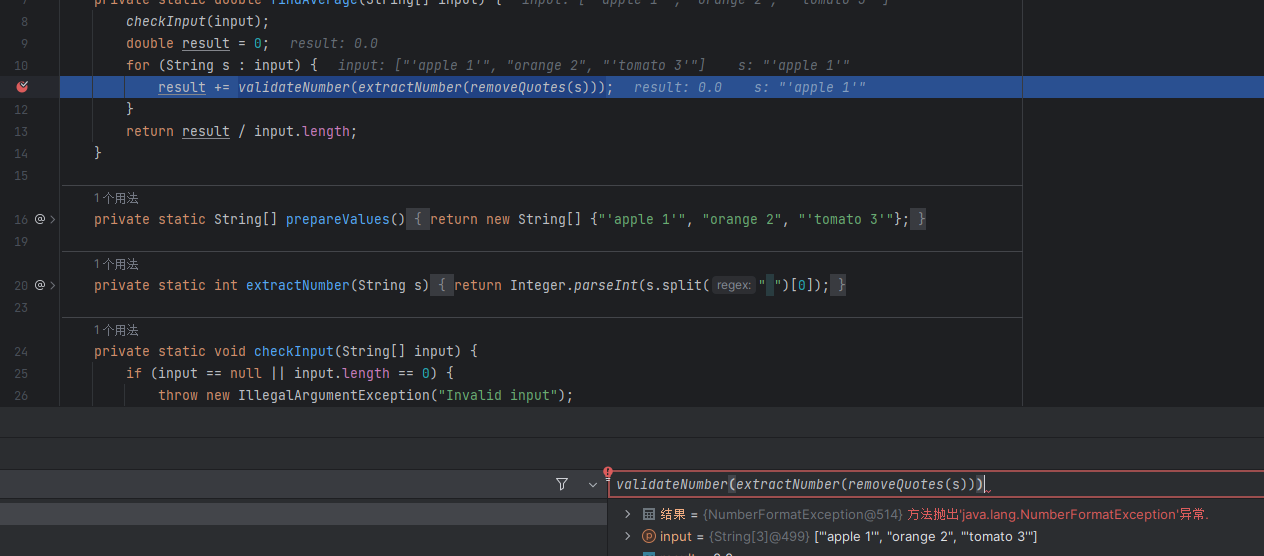 7 private static double findAverage(String[] input) { input: ["'apple 1'", "orange 2", "'tomato 3'"]
8 checkInput(input);
9 double result = 0; result: 0.0
10 for (String s : input) { input: ["'apple 1'", "orange 2", "'tomato 3'"] s: "'apple 1'"
result += validateNumber(extractNumber(removeQuotes(s))); result: 0.0 s: "'apple 1'"
12 }
13 return result / input.length;
14 }
15
1个用法
16 @ private static String[] prepareValues() { return new String[] {"'apple 1'", "orange 2", "'tomato 3'"}; }
19
1个用法
20 @ private static int extractNumber(String s) { return Integer.parseInt(s.split( regex: " ")[0]); }
23
1个用法
24 private static void checkInput(String[] input) {
25 if (input == null || input.length == 0) {
26 throw new IllegalArgumentException("Invalid input");
validateNumber(extractNumber(removeQuotes(s)))
结果 = {NumberFormatException@514} 方法抛出'java.lang.NumberFormatException'异常.
input = {String[3]@499} ["'apple 1'", "orange 2", "'tomato 3'"]